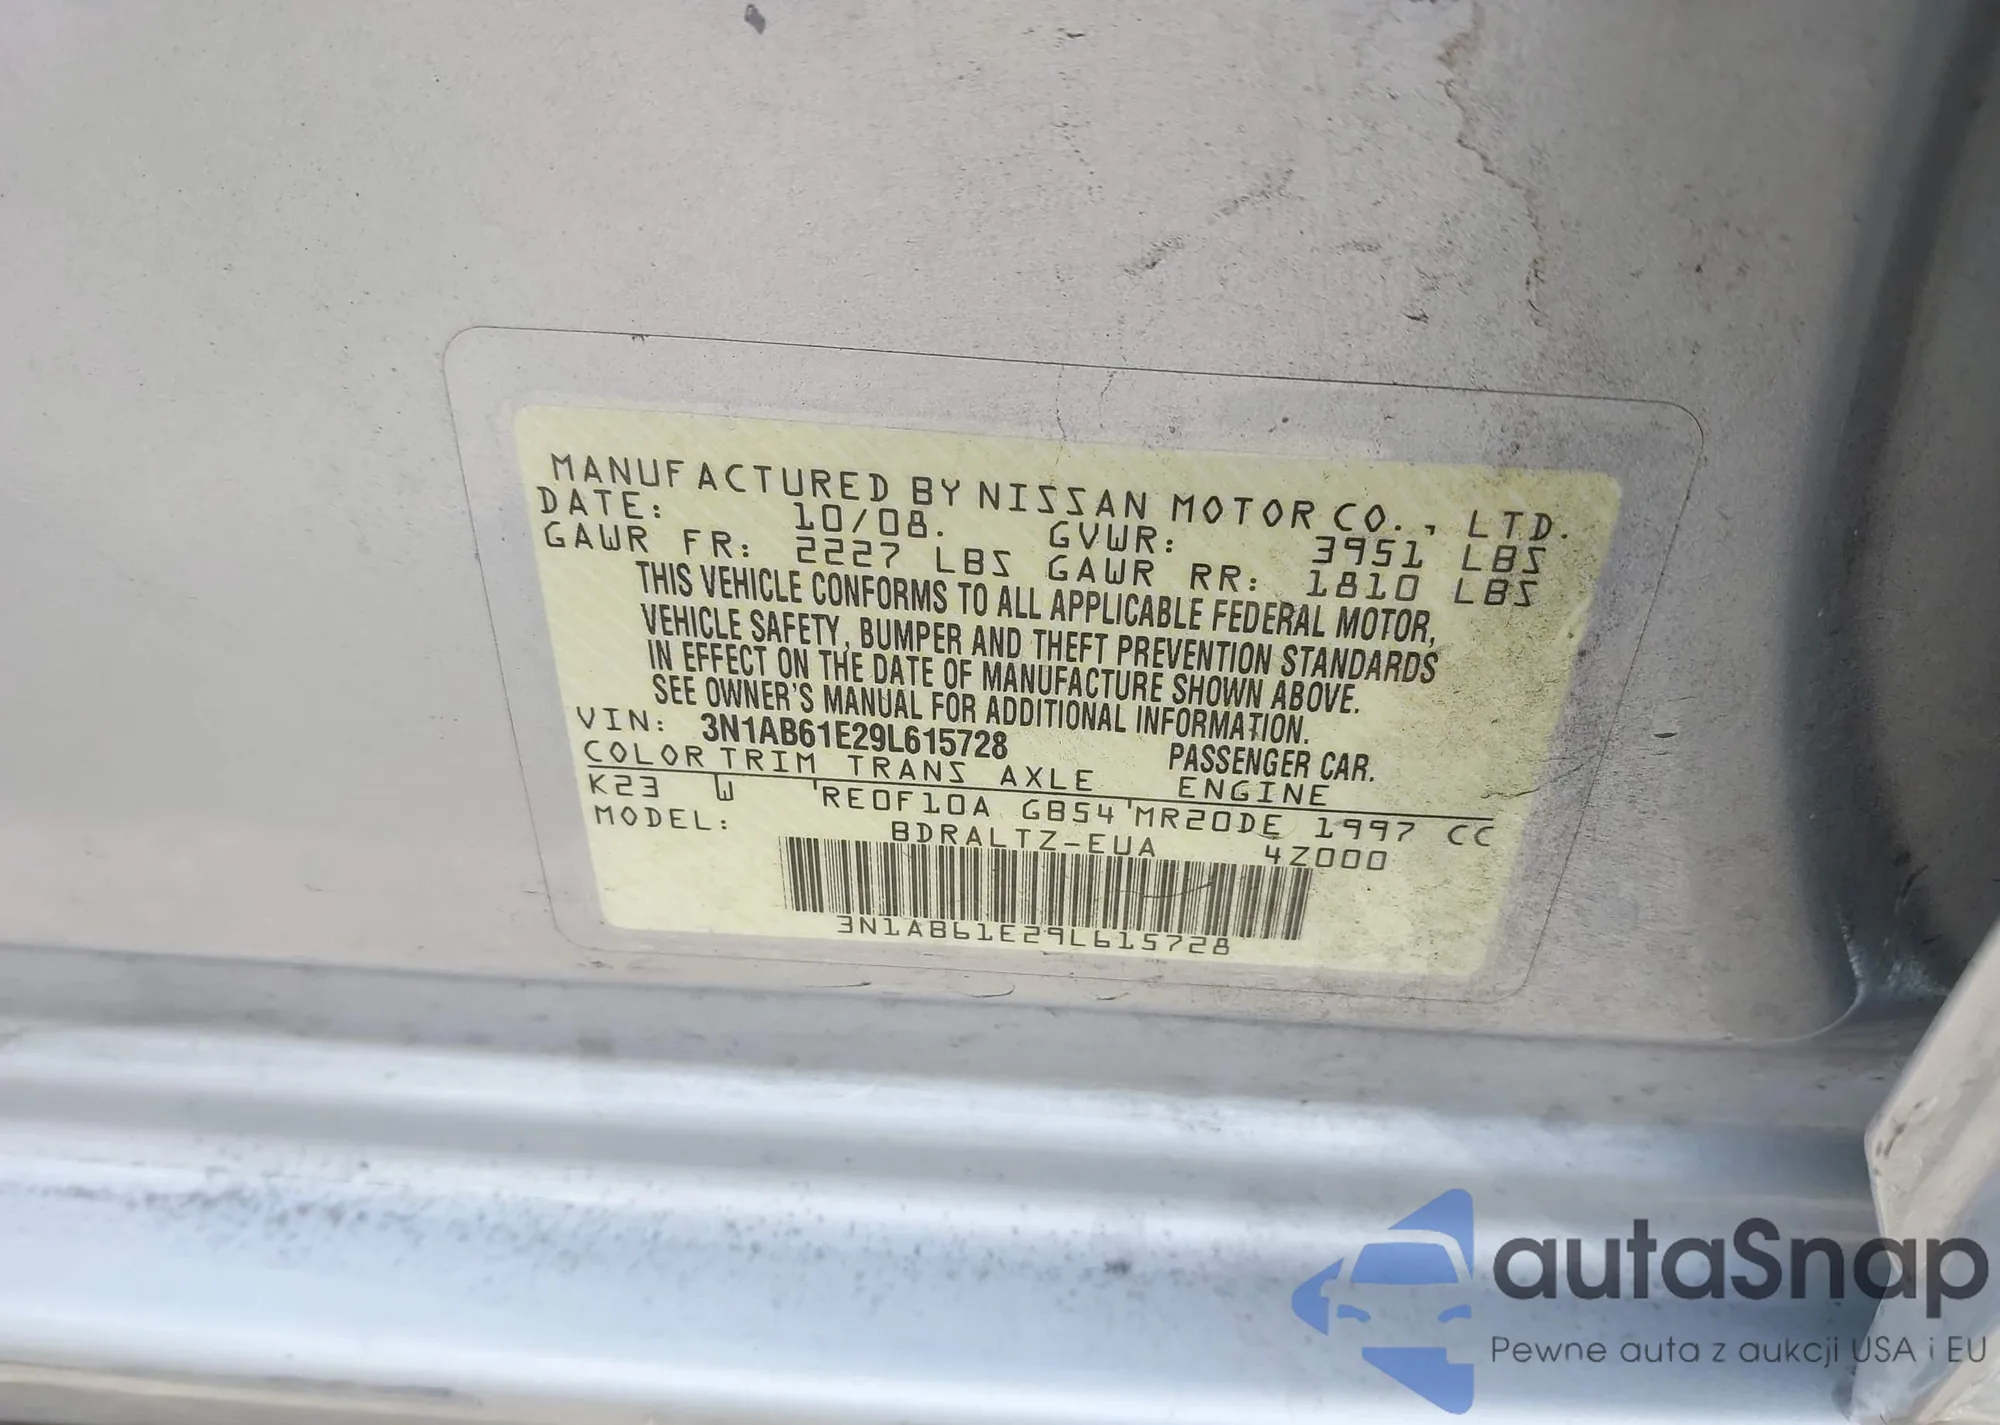 MANUFACTURED BY NISSAN MOTOR CO., LTD.
DATE: 10/08. GVWR: 3951 LBS
GAWR FR: 2227 LBS GAWR RR: 1810 LBS
THIS VEHICLE CONFORMS TO ALL APPLICABLE FEDERAL MOTOR,
VEHICLE SAFETY, BUMPER AND THEFT PREVENTION STANDARDS
IN EFFECT ON THE DATE OF MANUFACTURE SHOWN ABOVE.
SEE OWNER'S MANUAL FOR ADDITIONAL INFORMATION.
VIN: 3N1AB61E29L615728 PASSENGER CAR.
COLOR TRIM TRANS AXLE ENGINE
K23 W RE0F10A GB54 MR20DE 1997 CC
MODEL: BDRALTZ-EUA 4Z000
3N1AB61E29L615728
autaSnap
Pewne auta z aukcji USA i EU